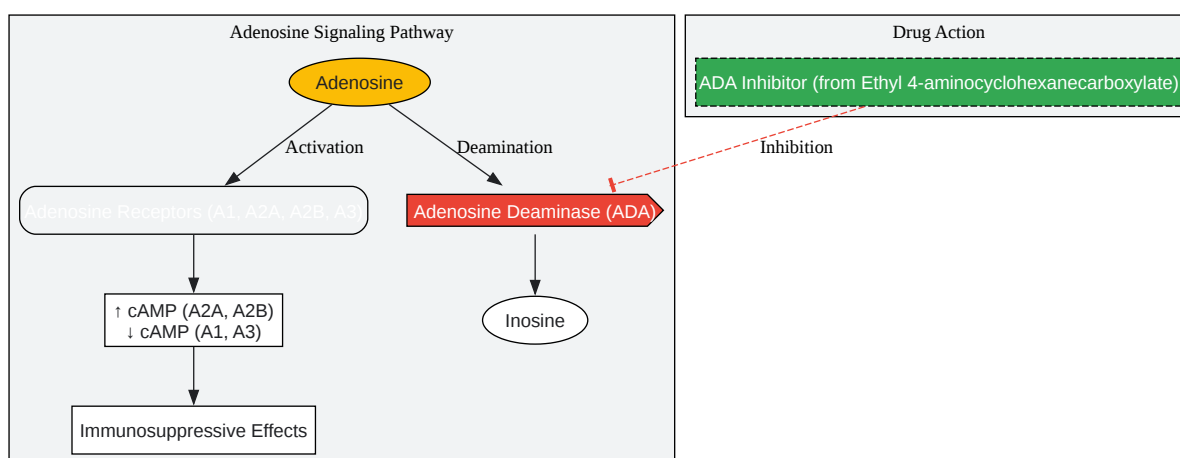 Adenosine Signaling Pathway
Drug Action
Adenosine
ADA Inhibitor (from Ethyl 4-aminocyclohexanecarboxylate)
Activation
Deamination
Inhibition
Adenosine Receptors (A1, A2A, A2B, A3)
Adenosine Deaminase (ADA)
↑ cAMP (A2A, A2B)
↓ cAMP (A1, A3)
Inosine
Immunosuppressive Effects